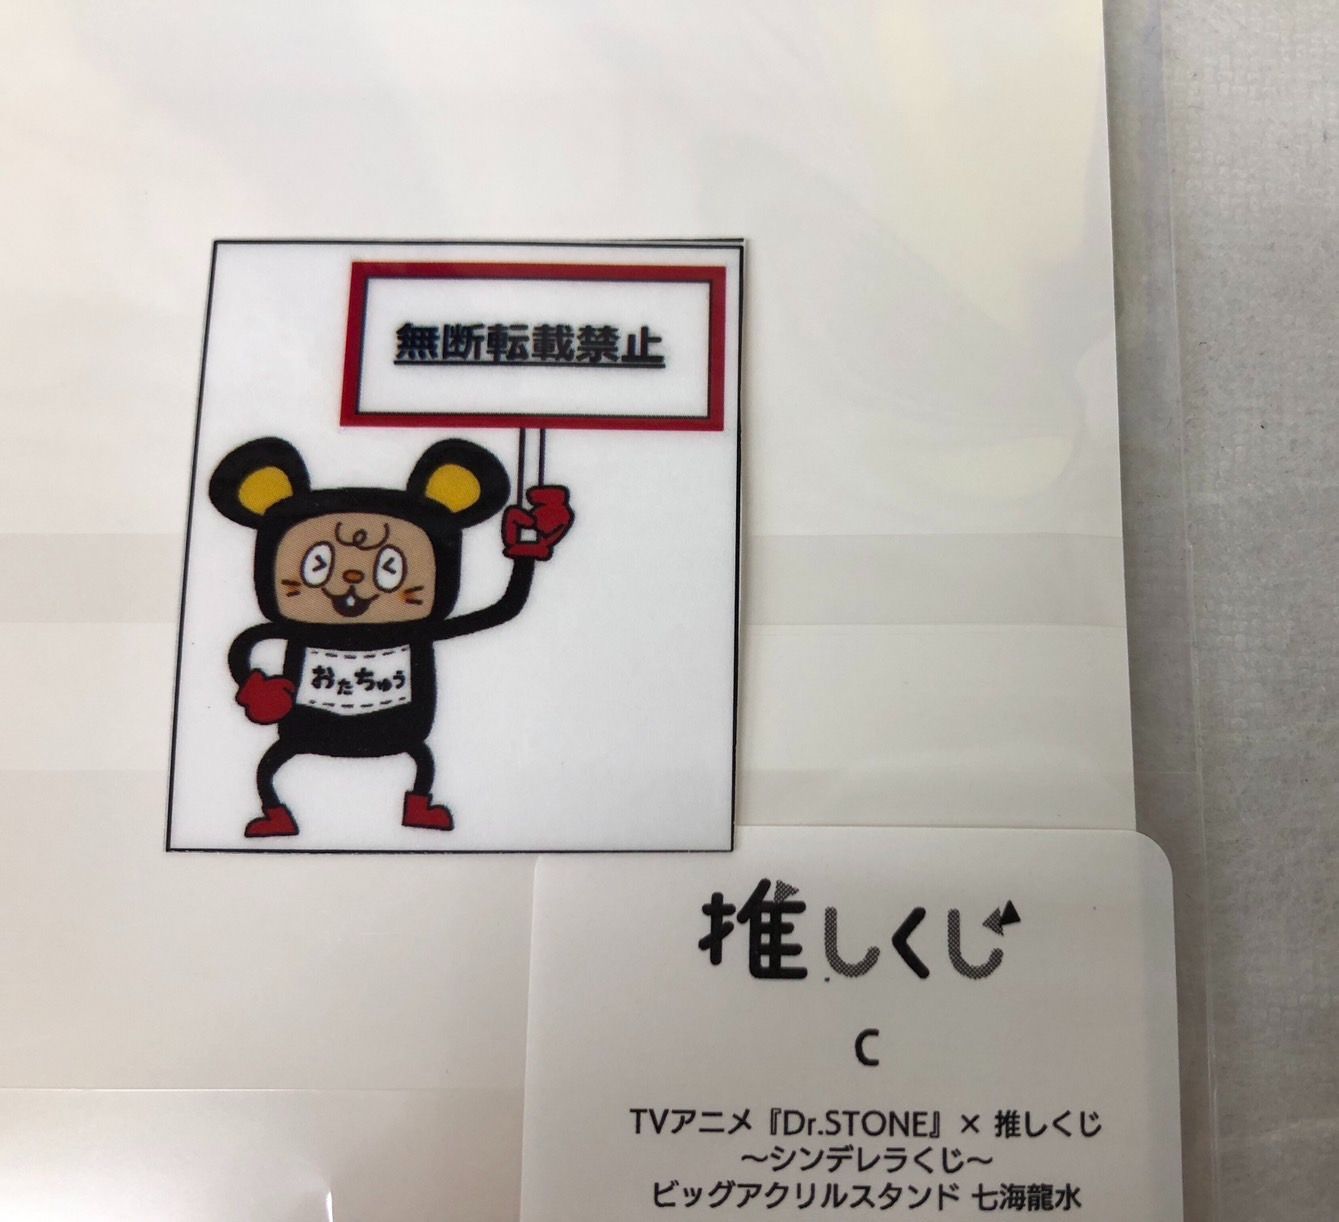 無断転載禁止
おたちゅう
推しくじ
C
TVアニメ『Dr.STONE』× 推しくじ
～シンデレラくじ～
ビッグアクリルスタンド 七海龍水